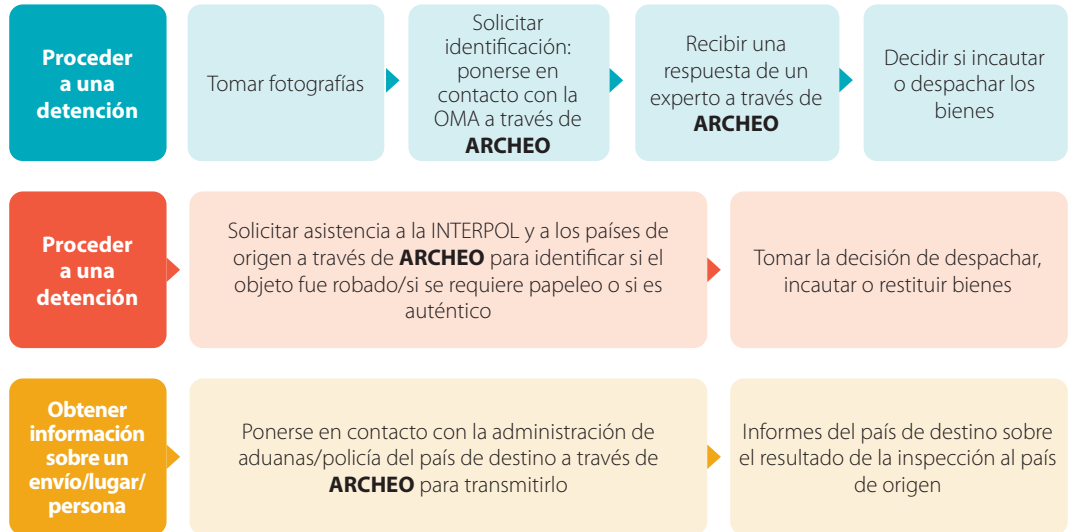 Proceder
a una
detención
Tomar fotografías
Solicitar
identificación:
ponerse en
contacto con la
OMA a través de
ARCHEO
Recibir una
respuesta de un
experto a través de
ARCHEO
Decidir si incautar
o despachar los
bienes
Proceder
a una
detención
Solicitar asistencia a la INTERPOL y a los países de
origen a través de ARCHEO para identificar si el
objeto fue robado/si se requiere papeleo o si es
auténtico
Tomar la decisión de despachar,
incautar o restituir bienes
Obtener
información
sobre un
envío/lugar/
persona
Ponerse en contacto con la administración de
aduanas/policía del país de destino a través de
ARCHEO para transmitirlo
Informes del país de destino sobre
el resultado de la inspección al país
de origen